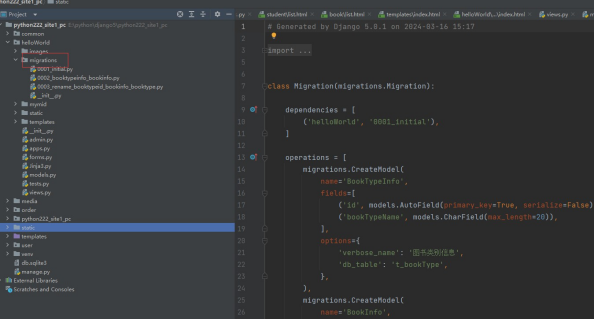 python222_site1_pc
static
Project
python222_site1_pc
common
helloWorld
images
migrations
0001_initial.py
0002_booktypeinfo_bookinfo.py
0003_rename_booktypeid_bookinfo_booktype.py
__init__.py
mymid
static
templates
__init__.py
admin.py
apps.py
forms.py
jinja3.py
models.py
tests.py
views.py
media
order
python222_site1_pc
static
templates
user
venv
db.sqlite3
manage.py
External Libraries
Scratches and Consoles
.py
student\list.html
book\list.html
templates\index.html
helloWorld\...\index.html
views.py
1 # Generated by Django 5.0.1 on 2024-03-16 15:17
2
3 import ...
6
7 class Migration(migrations.Migration):
8
9 dependencies = [
10 ('helloWorld', '0001_initial'),
11 ]
12
13 operations = [
14 migrations.CreateModel(
15 name='BookTypeInfo',
16 fields=[
17 ('id', models.AutoField(primary_key=True, serialize=False)
18 ('bookTypeName', models.CharField(max_length=20)),
19 ],
20 options={
21 'verbose_name': '图书类别信息',
22 'db_table': 't_bookType',
23 },
24 ),
25 migrations.CreateModel(
26 name='BookInfo',